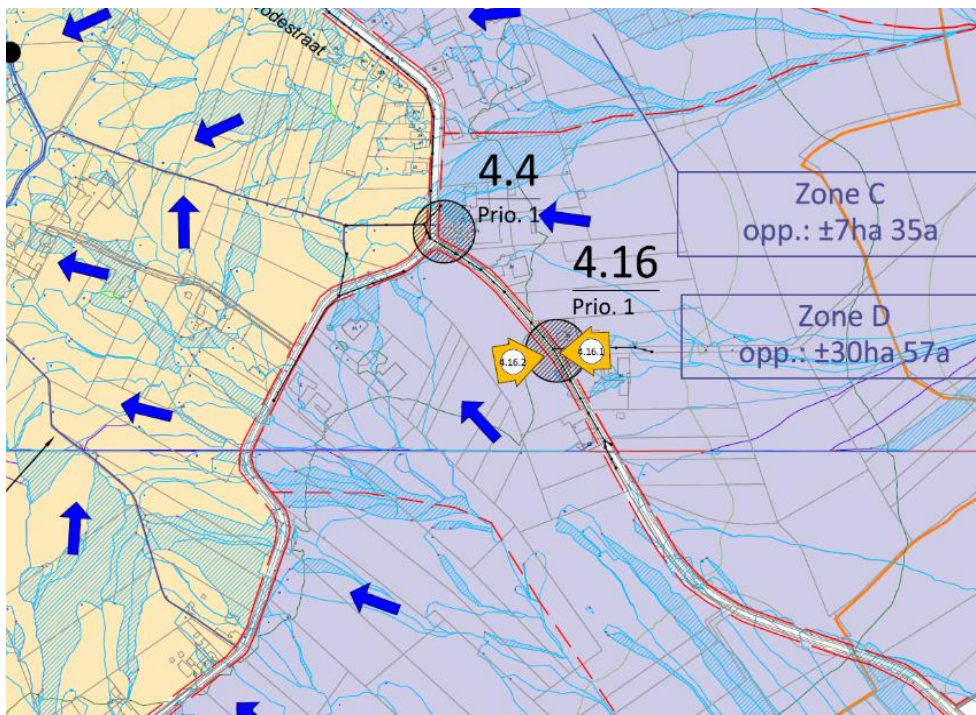 odestraat
4.4
Prio. 1
4.16
Prio. 1
4.16.2
4.16.1
Zone C
opp.: ±7ha 35a
Zone D
opp.: ±30ha 57a